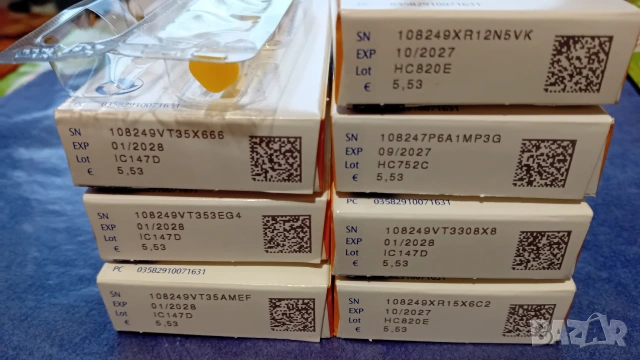 PC 03582910071631
SN 108249VT35X666
EXP 01/2028
Lot IC147D
€ 5,53
SN 108249VT353EG4
EXP 01/2028
Lot IC147D
€ 5,53
PC 03582910071631
SN 108249VT35AMEF
EXP 01/2028
Lot IC147D
€ 5,53
03582910071631
SN 108249XR12N5VK
EXP 10/2027
Lot HC820E
€ 5,53
SN 108247P6A1MP3G
EXP 09/2027
Lot HC752C
€ 5,53
PC 03582910071631
SN 108249VT3308X8
EXP 01/2028
Lot IC147D
€ 5,53
SN 108249XR15X6C2
EXP 10/2027
Lot HC820E
€ 5,53
BAZAR